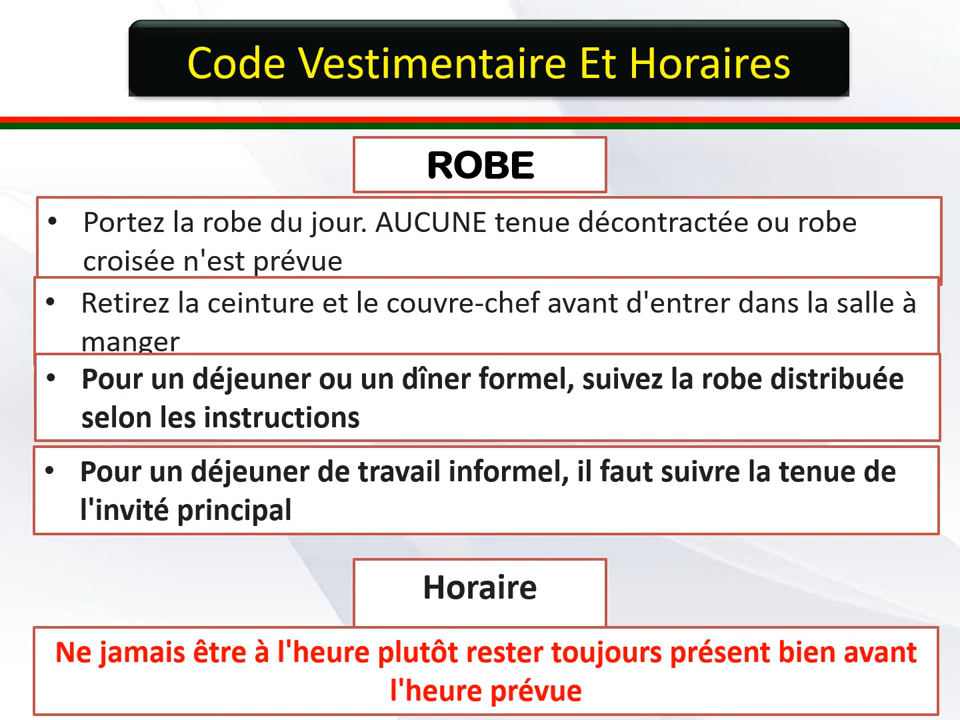 Code Vestimentaire Et Horaires
ROBE
• Portez la robe du jour. AUCUNE tenue décontractée ou robe
croisée n'est prévue
• Retirez la ceinture et le couvre-chef avant d'entrer dans la salle à
manger
• Pour un déjeuner ou un dîner formel, suivez la robe distribuée
selon les instructions
• Pour un déjeuner de travail informel, il faut suivre la tenue de
l'invité principal
Horaire
Ne jamais être à l'heure plutôt rester toujours présent bien avant
l'heure prévue